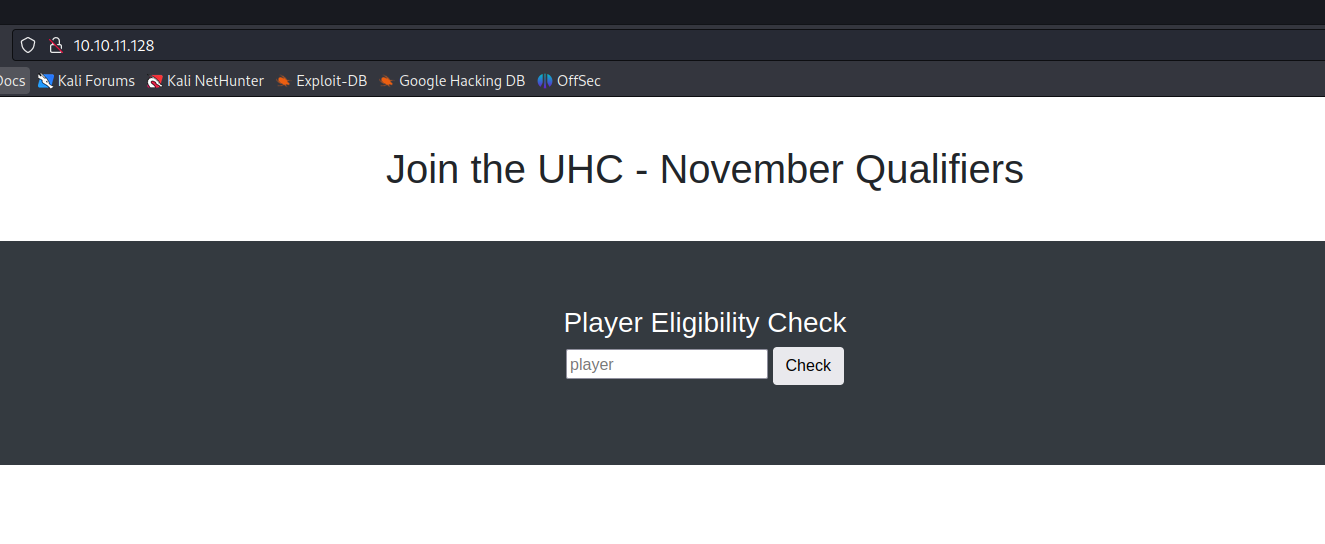 10.10.11.128
Docs Kali Forums Kali NetHunter Exploit-DB Google Hacking DB OffSec
Join the UHC - November Qualifiers
Player Eligibility Check
player Check